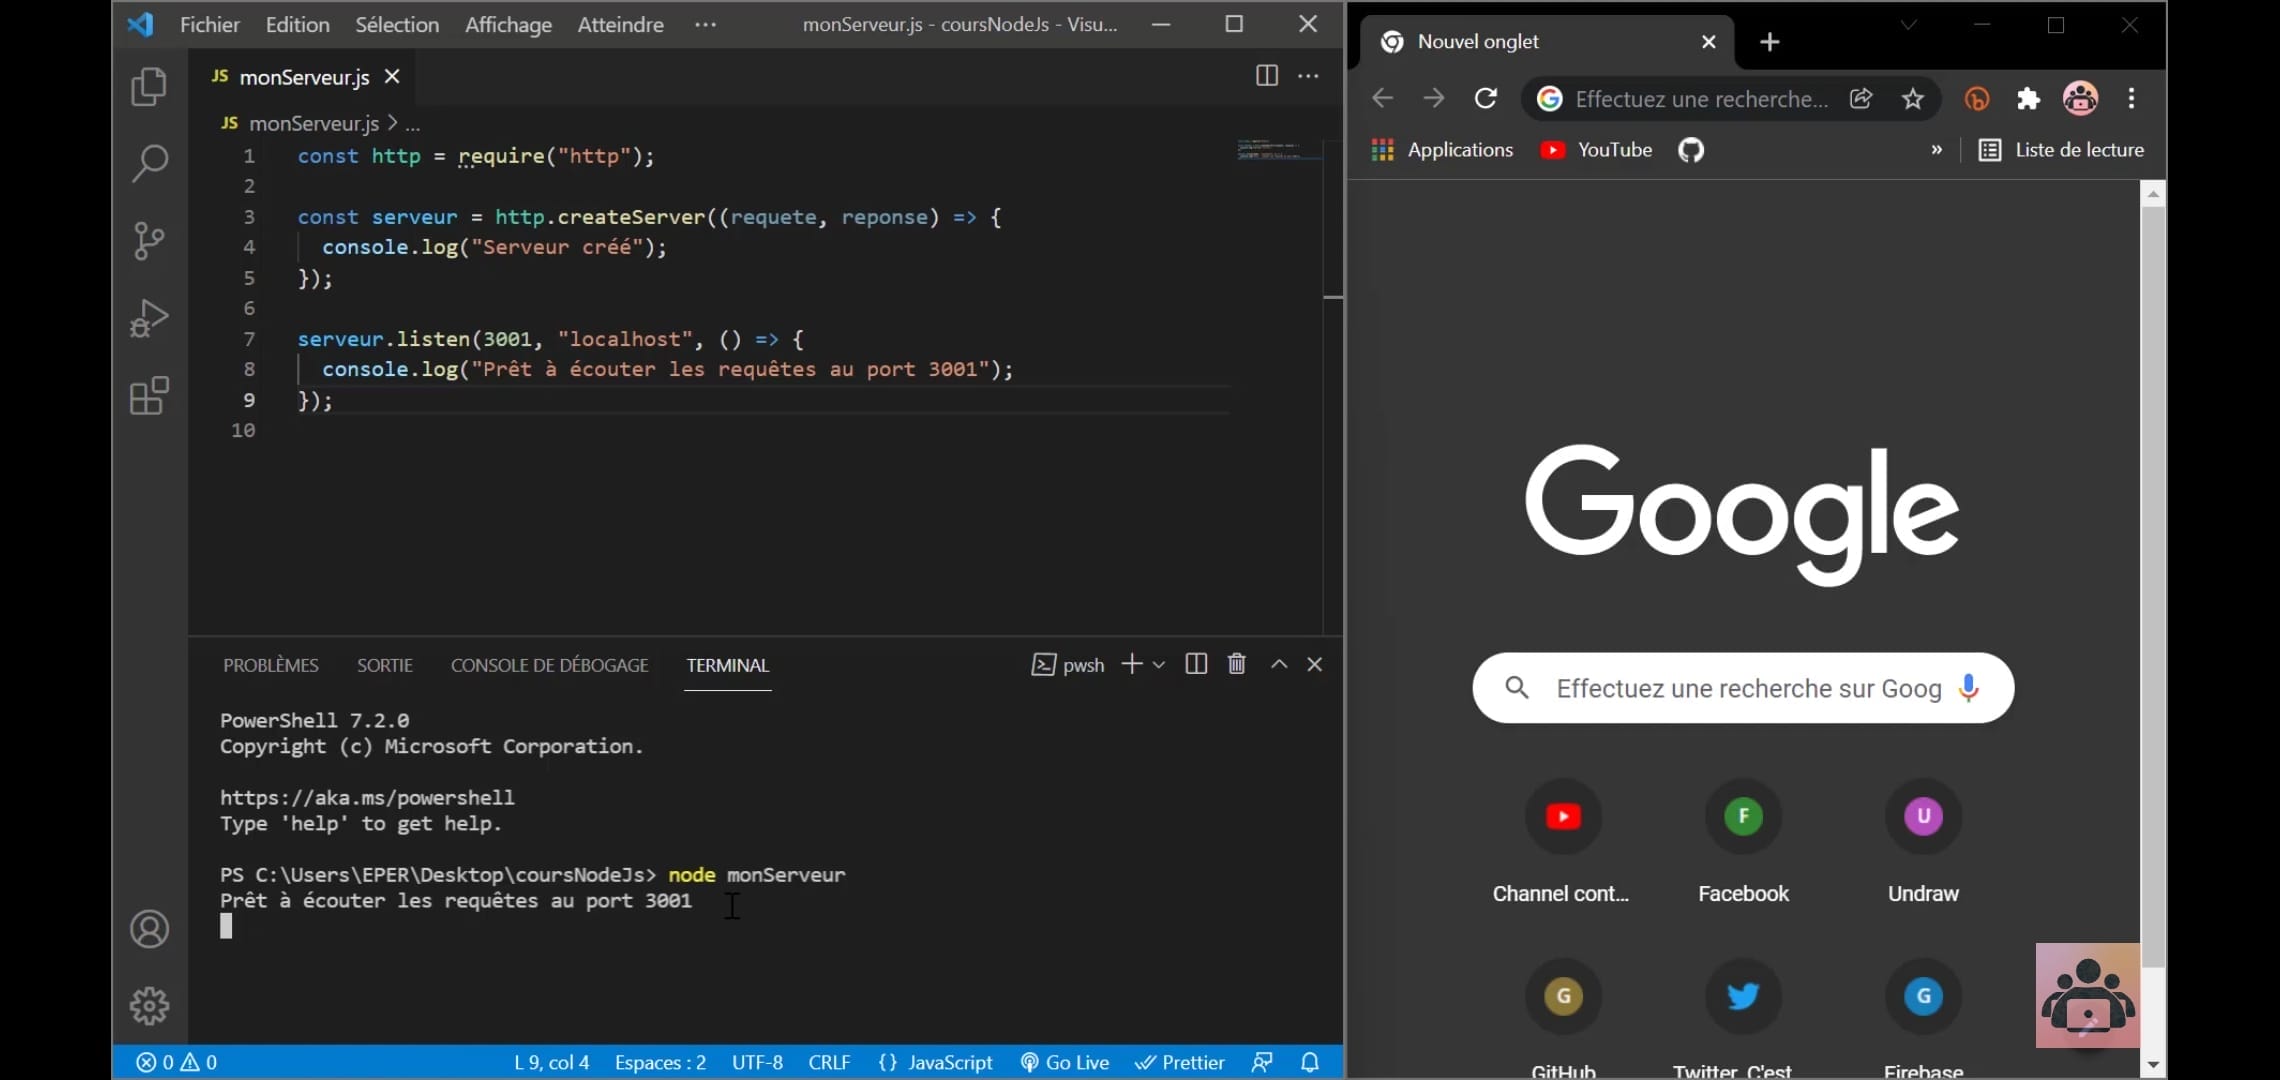 Fichier Edition Sélection Affichage Atteindre ... monServeur.js - coursNodeJs - Visu...
JS monServeur.js
JS monServeur.js > ...
1 const http = require("http");
2
3 const serveur = http.createServer((requete, reponse) => {
4 console.log("Serveur créé");
5 });
6
7 serveur.listen(3001, "localhost", () => {
8 console.log("Prêt à écouter les requêtes au port 3001");
9 });
10
PROBLÈMES SORTIE CONSOLE DE DÉBOGAGE TERMINAL pwsh
PowerShell 7.2.0
Copyright (c) Microsoft Corporation.
https://aka.ms/powershell
Type 'help' to get help.
PS C:\Users\EPER\Desktop\coursNodeJs> node monServeur
Prêt à écouter les requêtes au port 3001
0 0 L 9, col 4 Espaces : 2 UTF-8 CRLF {} JavaScript Go Live Prettier
Nouvel onglet
Effectuez une recherche...
Applications YouTube » Liste de lecture
Google
Effectuez une recherche sur Goog
F U
Channel cont... Facebook Undraw
G G
GitHub Twitter. C'est Firebase